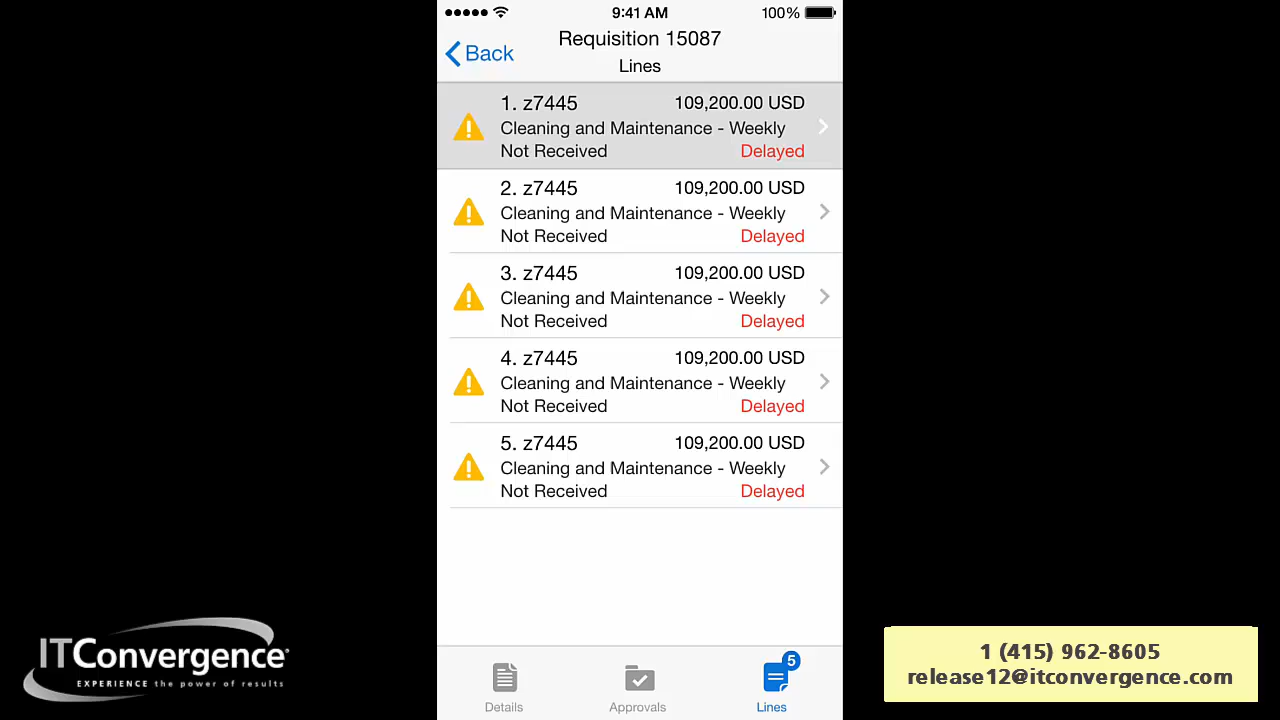 9:41 AM
100%
Back
Requisition 15087
Lines
1. z7445 109,200.00 USD
Cleaning and Maintenance - Weekly
Not Received Delayed
2. z7445 109,200.00 USD
Cleaning and Maintenance - Weekly
Not Received Delayed
3. z7445 109,200.00 USD
Cleaning and Maintenance - Weekly
Not Received Delayed
4. z7445 109,200.00 USD
Cleaning and Maintenance - Weekly
Not Received Delayed
5. z7445 109,200.00 USD
Cleaning and Maintenance - Weekly
Not Received Delayed
5
Details
Approvals
Lines
ITConvergence®
EXPERIENCE the power of results
1 (415) 962-8605
release12@itconvergence.com